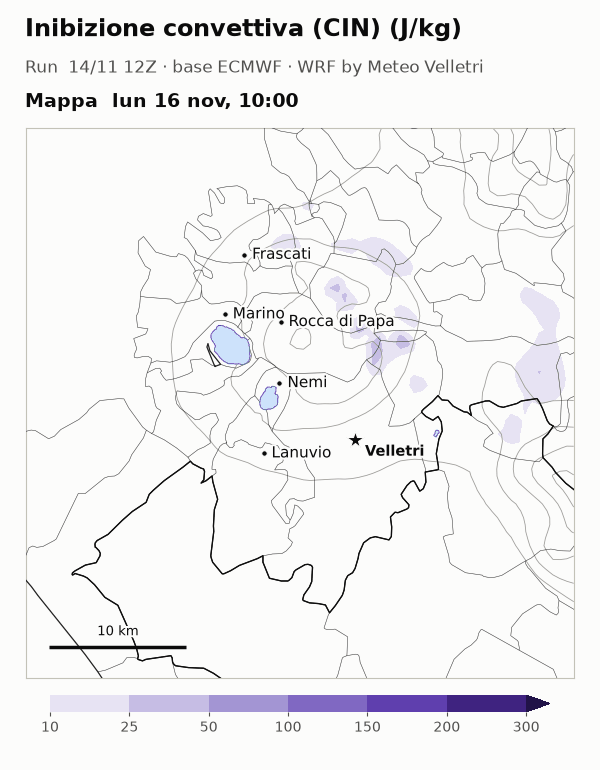 Inibizione convettiva (CIN) (J/kg)
Run  14/11 12Z · base ECMWF · WRF by Meteo Velletri
Mappa  lun 16 nov, 10:00
Frascati
Marino
Rocca di Papa
Nemi
Velletri
Lanuvio
10 km
10 25 50 100 150 200 300